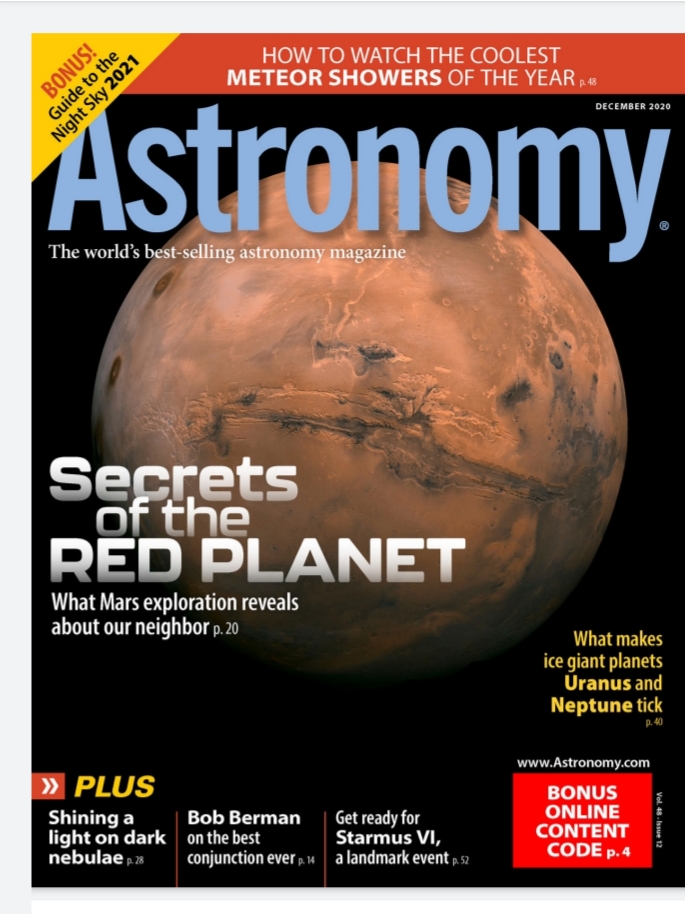 BONUS!
Guide to the
Night Sky 2021
HOW TO WATCH THE COOLEST
METEOR SHOWERS OF THE YEAR p. 48
DECEMBER 2020
Astronomy®
The world's best-selling astronomy magazine
Secrets
of the
RED PLANET
What Mars exploration reveals
about our neighbor p. 20
What makes
ice giant planets
Uranus and
Neptune tick
p. 40
» PLUS
Shining a
light on dark
nebulae p. 28
Bob Berman
on the best
conjunction ever p. 14
Get ready for
Starmus VI,
a landmark event p. 52
www.Astronomy.com
BONUS
ONLINE
CONTENT
CODE p. 4
Vol. 48 • Issue 12